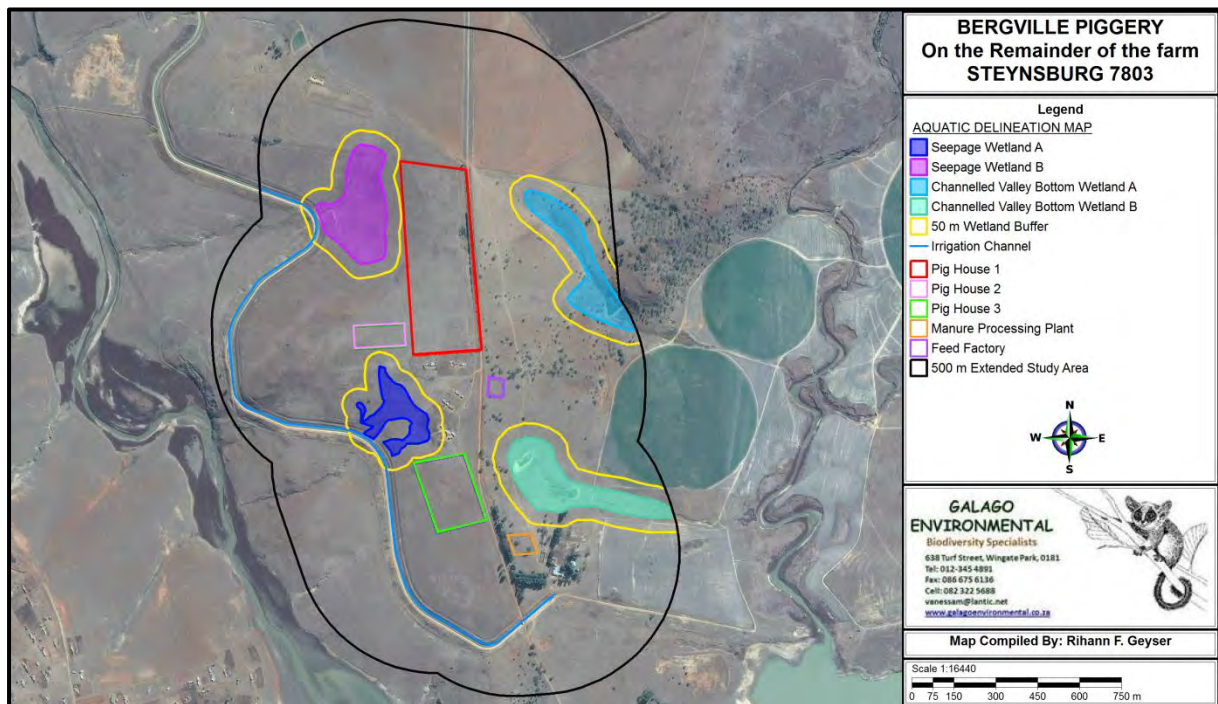 BERGVILLE PIGGERY
On the Remainder of the farm
STEYNSBURG 7803
Legend
AQUATIC DELINEATION MAP
Seepage Wetland A
Seepage Wetland B
Channelled Valley Bottom Wetland A
Channelled Valley Bottom Wetland B
50 m Wetland Buffer
Irrigation Channel
Pig House 1
Pig House 2
Pig House 3
Manure Processing Plant
Feed Factory
500 m Extended Study Area
N
W E
S
GALAGO
ENVIRONMENTAL
Biodiversity Specialists
638 Turf Street, Wingate Park, 0181
Tel: 012-345 4891
Fax: 086 675 6136
Cell: 082 322 5688
vanessam@lantic.net
www.galagoenvironmental.co.za
Map Compiled By: Rihann F. Geyser
Scale 1:16440
0 75 150 300 450 600 750 m